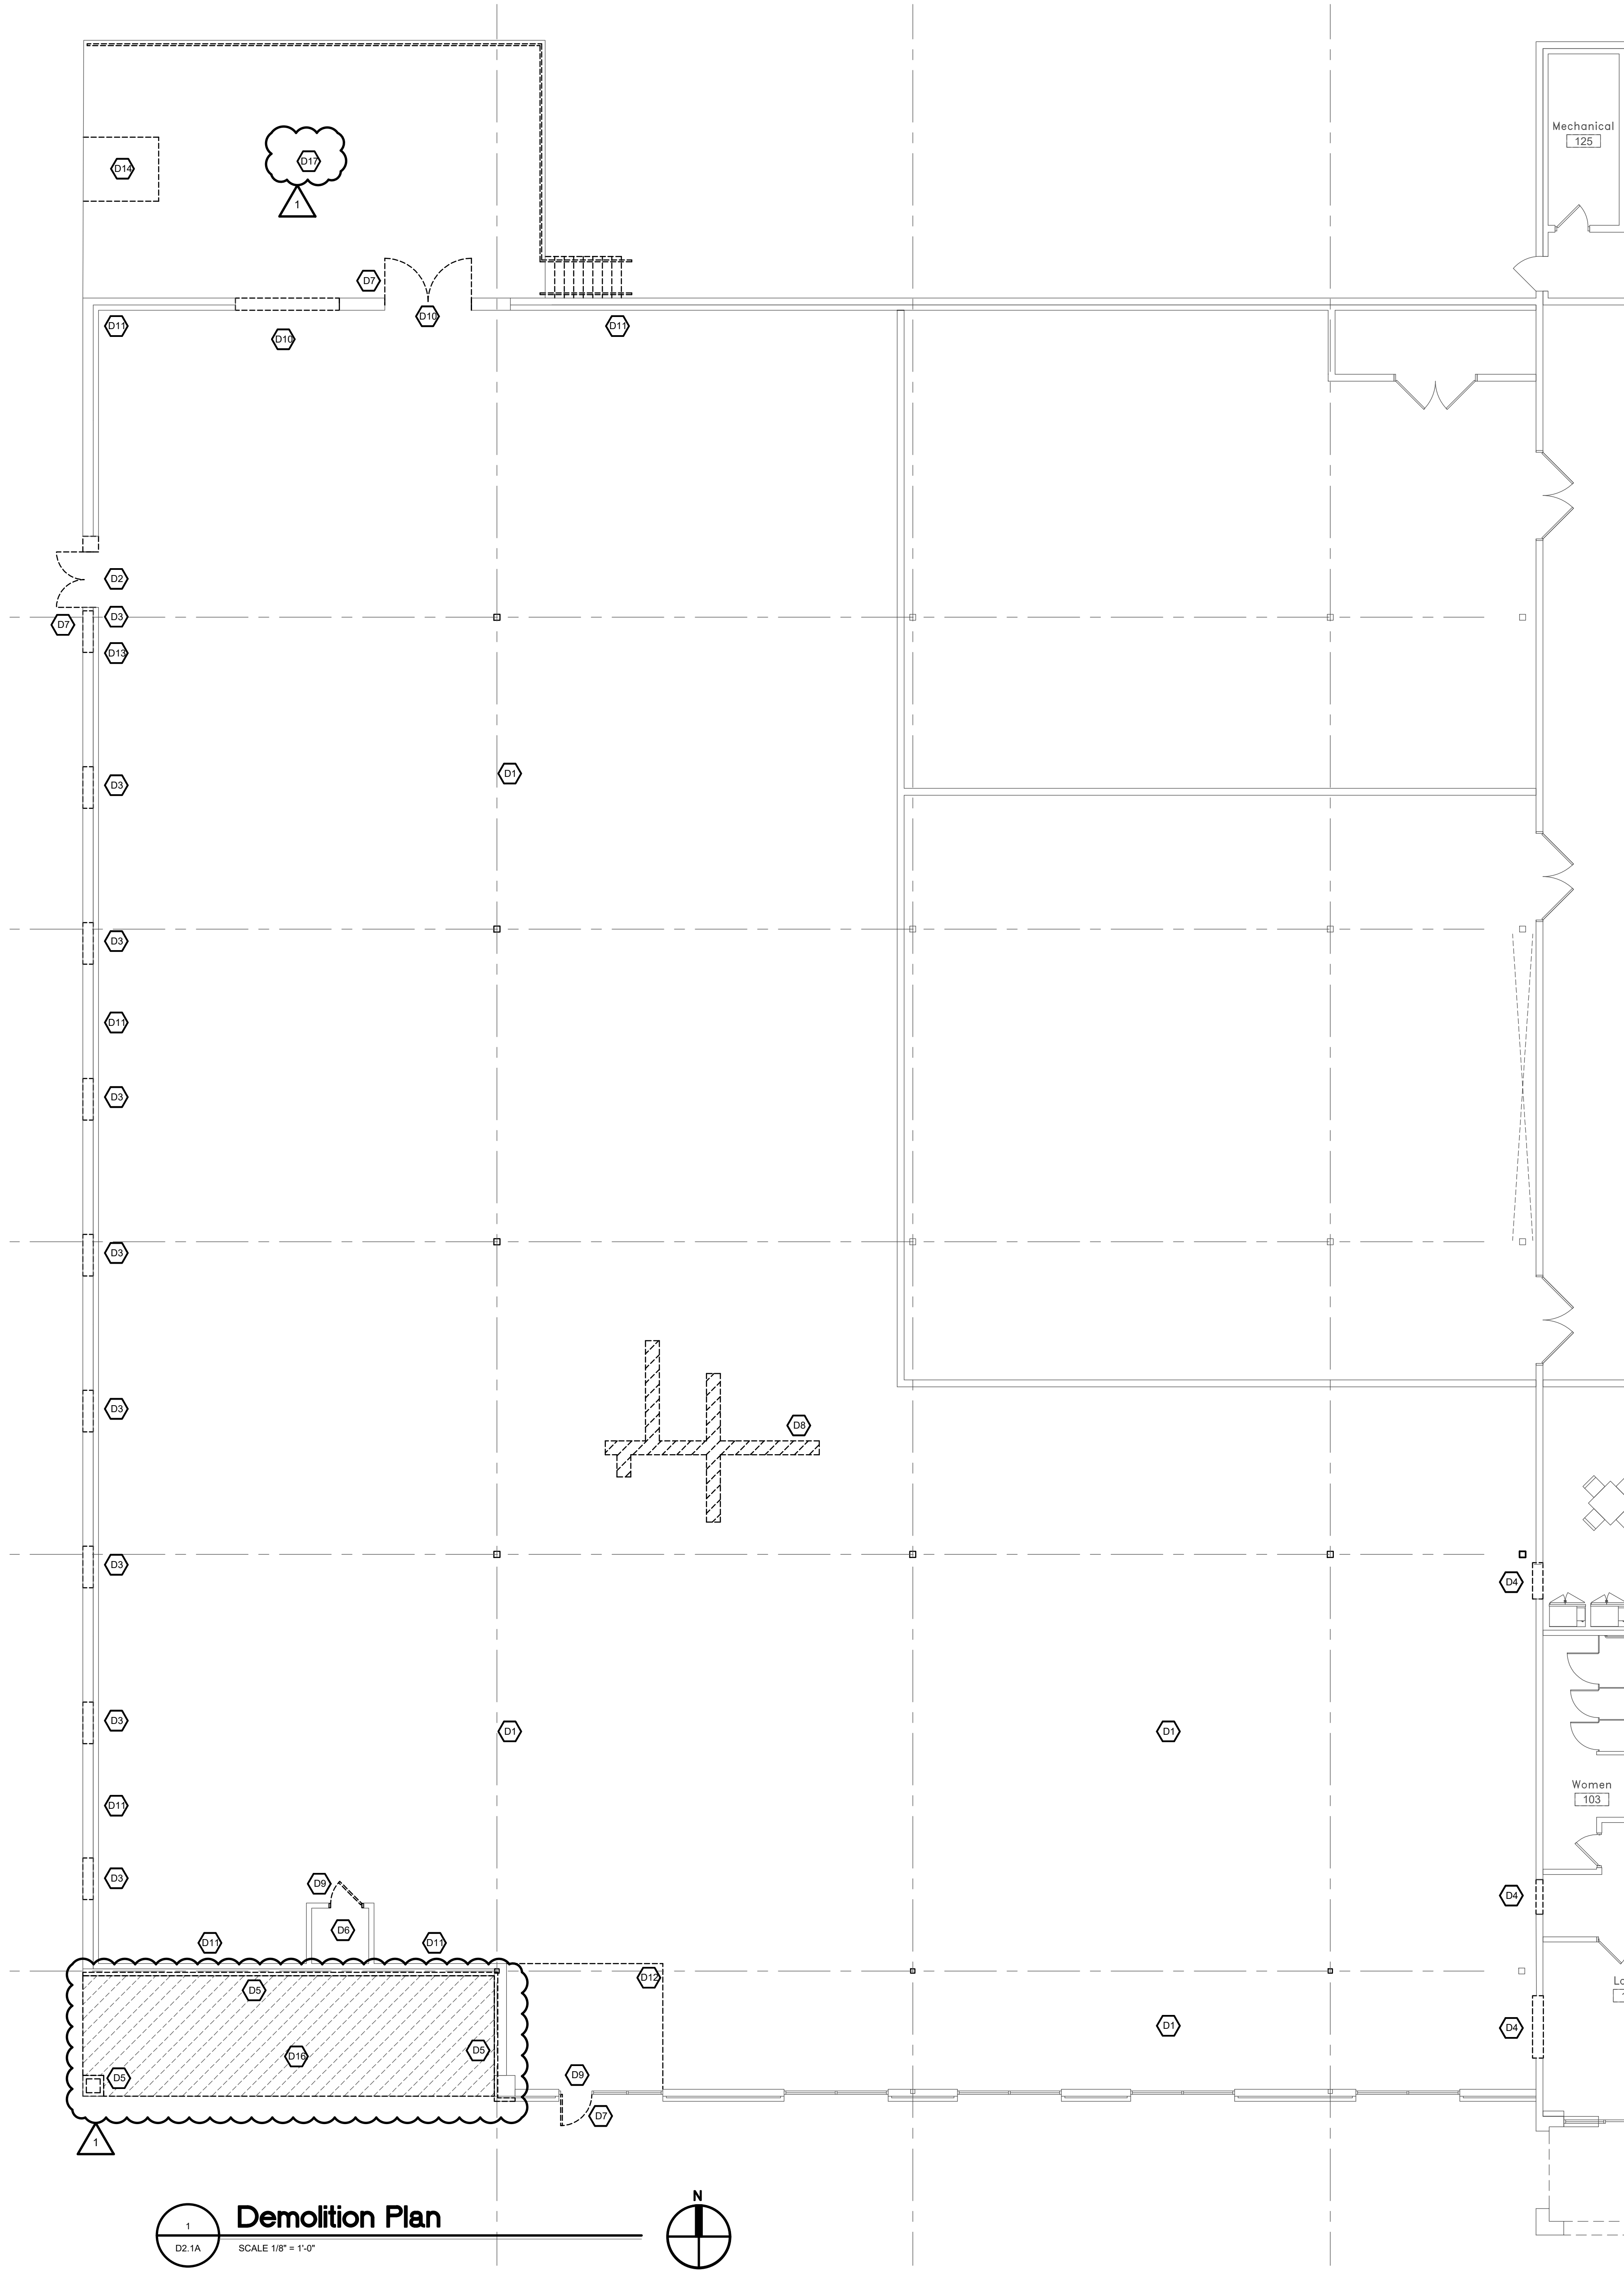 Mechanical
125
D14
D17
1
D7
D10
D11
D10
D11
D2
D3
D7
D13
D1
D3
D3
D11
D3
D3
D3
D8
D3
D4
D3
D1
D1
Women
103
D11
D3
D9
D4
D6
D11
D11
D12
D5
D1
D4
D5
D16
D5
D9
D7
1
N
1
Demolition Plan
D2.1A
SCALE 1/8" = 1'-0"